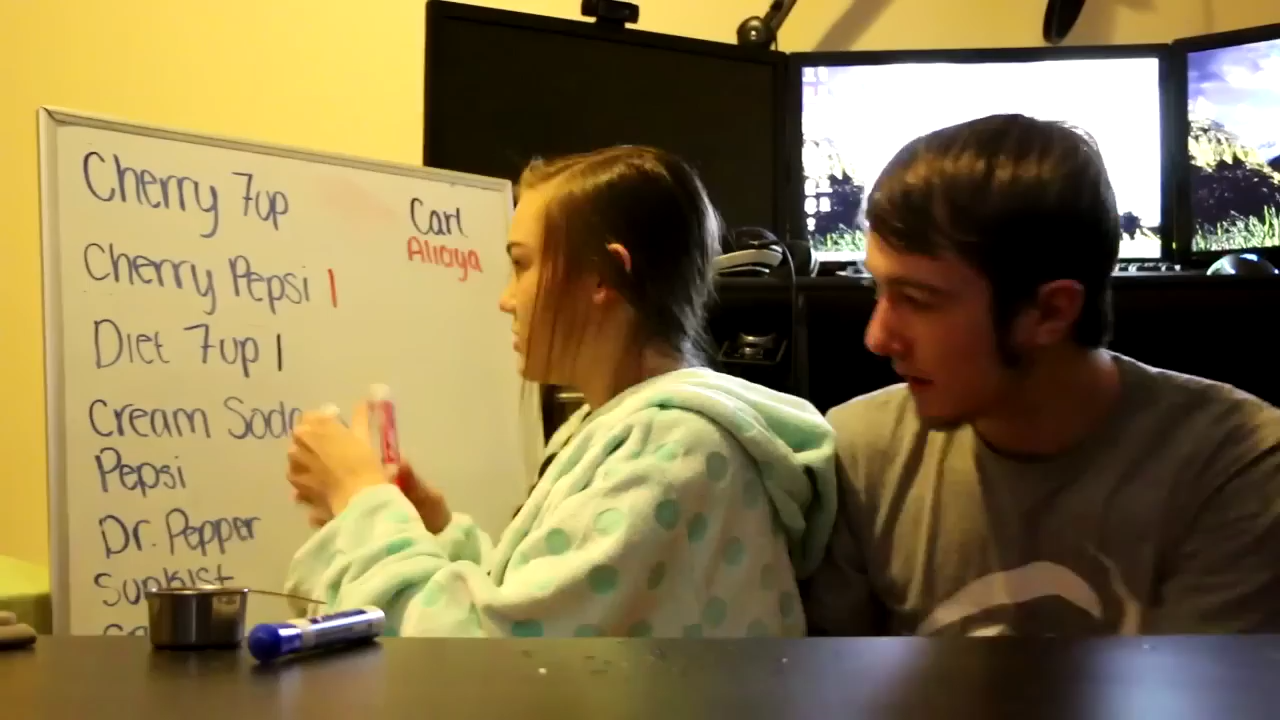 Cherry 7up
Carl
Alioya
Cherry Pepsi 1
Diet 7up 1
Cream Soda
Pepsi
Dr. Pepper
Sunkist